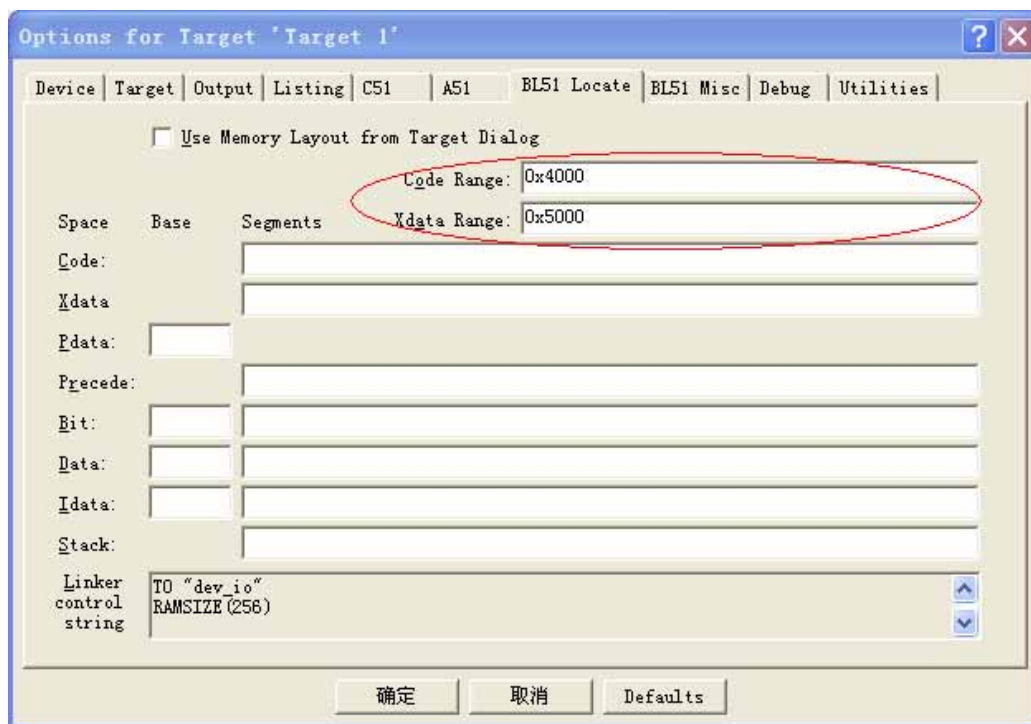 Options for Target 'Target 1'
Device Target Output Listing C51 A51 BL51 Locate BL51 Misc Debug Utilities
Use Memory Layout from Target Dialog
Code Range: 0x4000
Space Base Segments Xdata Range: 0x5000
Code:
Xdata
Pdata:
Precede:
Bit:
Data:
Idata:
Stack:
Linker control string
TO "dev_io"
RAMSIZE(256)
确定 取消 Defaults